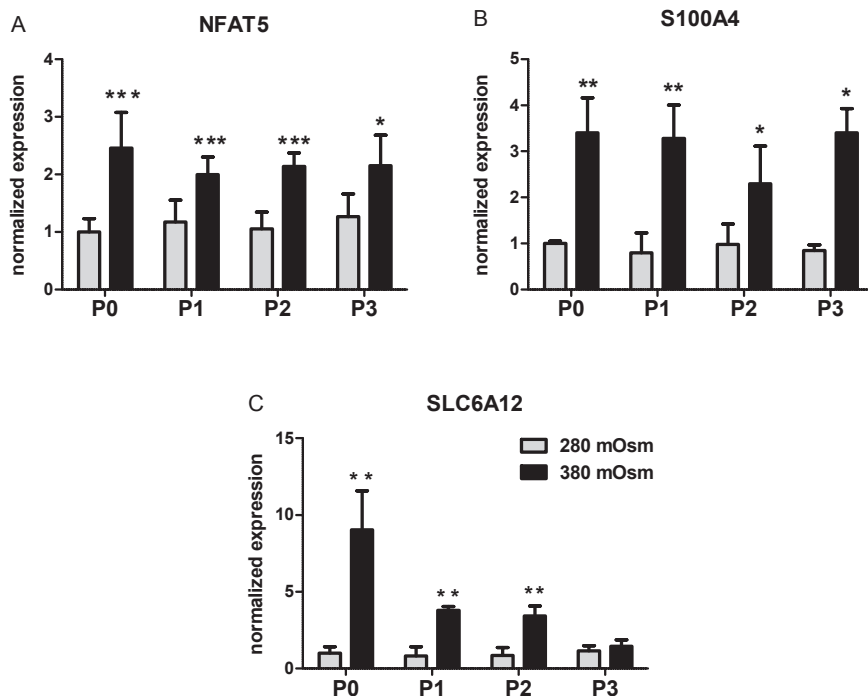 A
NFAT5
normalized expression
4
3
2
1
0
***
***
***
*
P0 P1 P2 P3
B
S100A4
normalized expression
5
4
3
2
1
0
**
**
*
*
P0 P1 P2 P3
C
SLC6A12
normalized expression
15
10
5
0
280 mOsm
380 mOsm
**
**
**
P0 P1 P2 P3